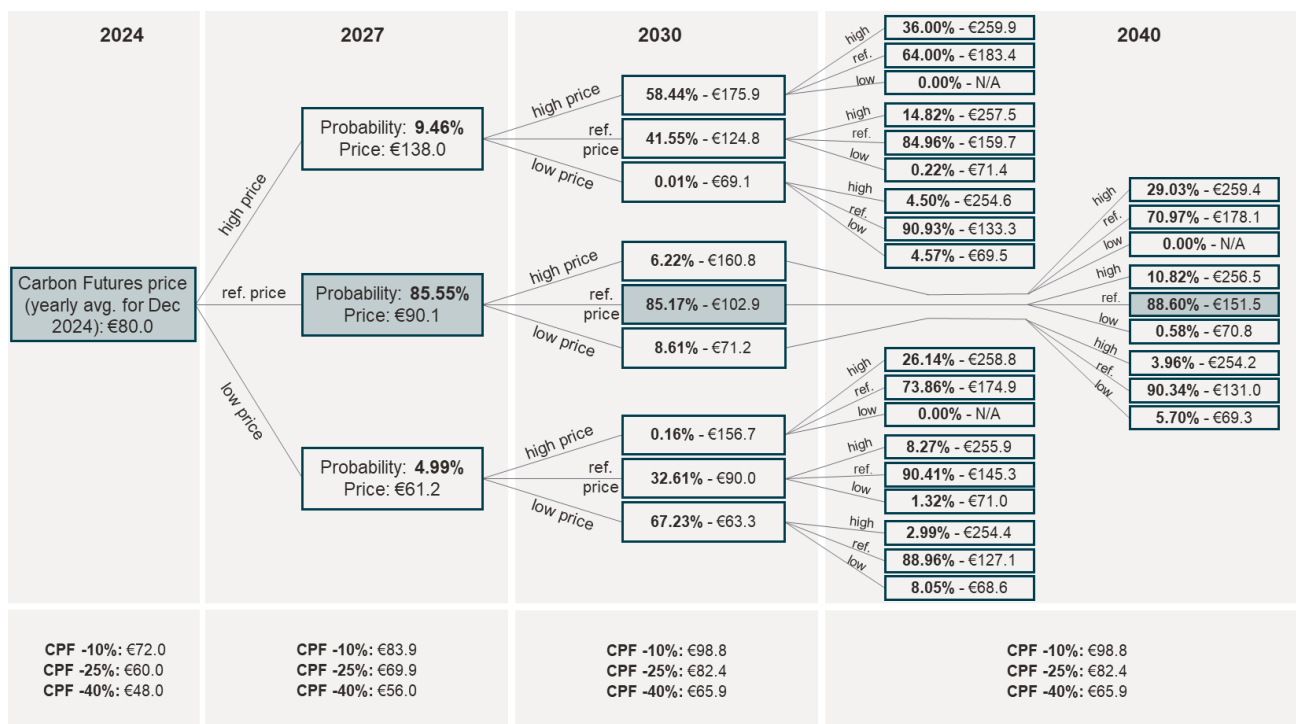 2024
2027
2030
2040
Carbon Futures price
(yearly avg. for Dec
2024): €80.0
high price
ref. price
low price
Probability: 9.46%
Price: €138.0
Probability: 85.55%
Price: €90.1
Probability: 4.99%
Price: €61.2
high price
ref.
price
low price
58.44% - €175.9
41.55% - €124.8
0.01% - €69.1
high price
ref.
price
low price
6.22% - €160.8
85.17% - €102.9
8.61% - €71.2
high price
ref.
price
low price
0.16% - €156.7
32.61% - €90.0
67.23% - €63.3
high
ref.
low
36.00% - €259.9
64.00% - €183.4
0.00% - N/A
high
ref.
low
14.82% - €257.5
84.96% - €159.7
0.22% - €71.4
high
ref.
low
4.50% - €254.6
90.93% - €133.3
4.57% - €69.5
high
ref.
low
29.03% - €259.4
70.97% - €178.1
0.00% - N/A
high
ref.
low
10.82% - €256.5
88.60% - €151.5
0.58% - €70.8
high
ref.
low
3.96% - €254.2
90.34% - €131.0
5.70% - €69.3
high
ref.
low
26.14% - €258.8
73.86% - €174.9
0.00% - N/A
high
ref.
low
8.27% - €255.9
90.41% - €145.3
1.32% - €71.0
high
ref.
low
2.99% - €254.4
88.96% - €127.1
8.05% - €68.6
CPF -10%: €72.0
CPF -25%: €60.0
CPF -40%: €48.0
CPF -10%: €83.9
CPF -25%: €69.9
CPF -40%: €56.0
CPF -10%: €98.8
CPF -25%: €82.4
CPF -40%: €65.9
CPF -10%: €98.8
CPF -25%: €82.4
CPF -40%: €65.9